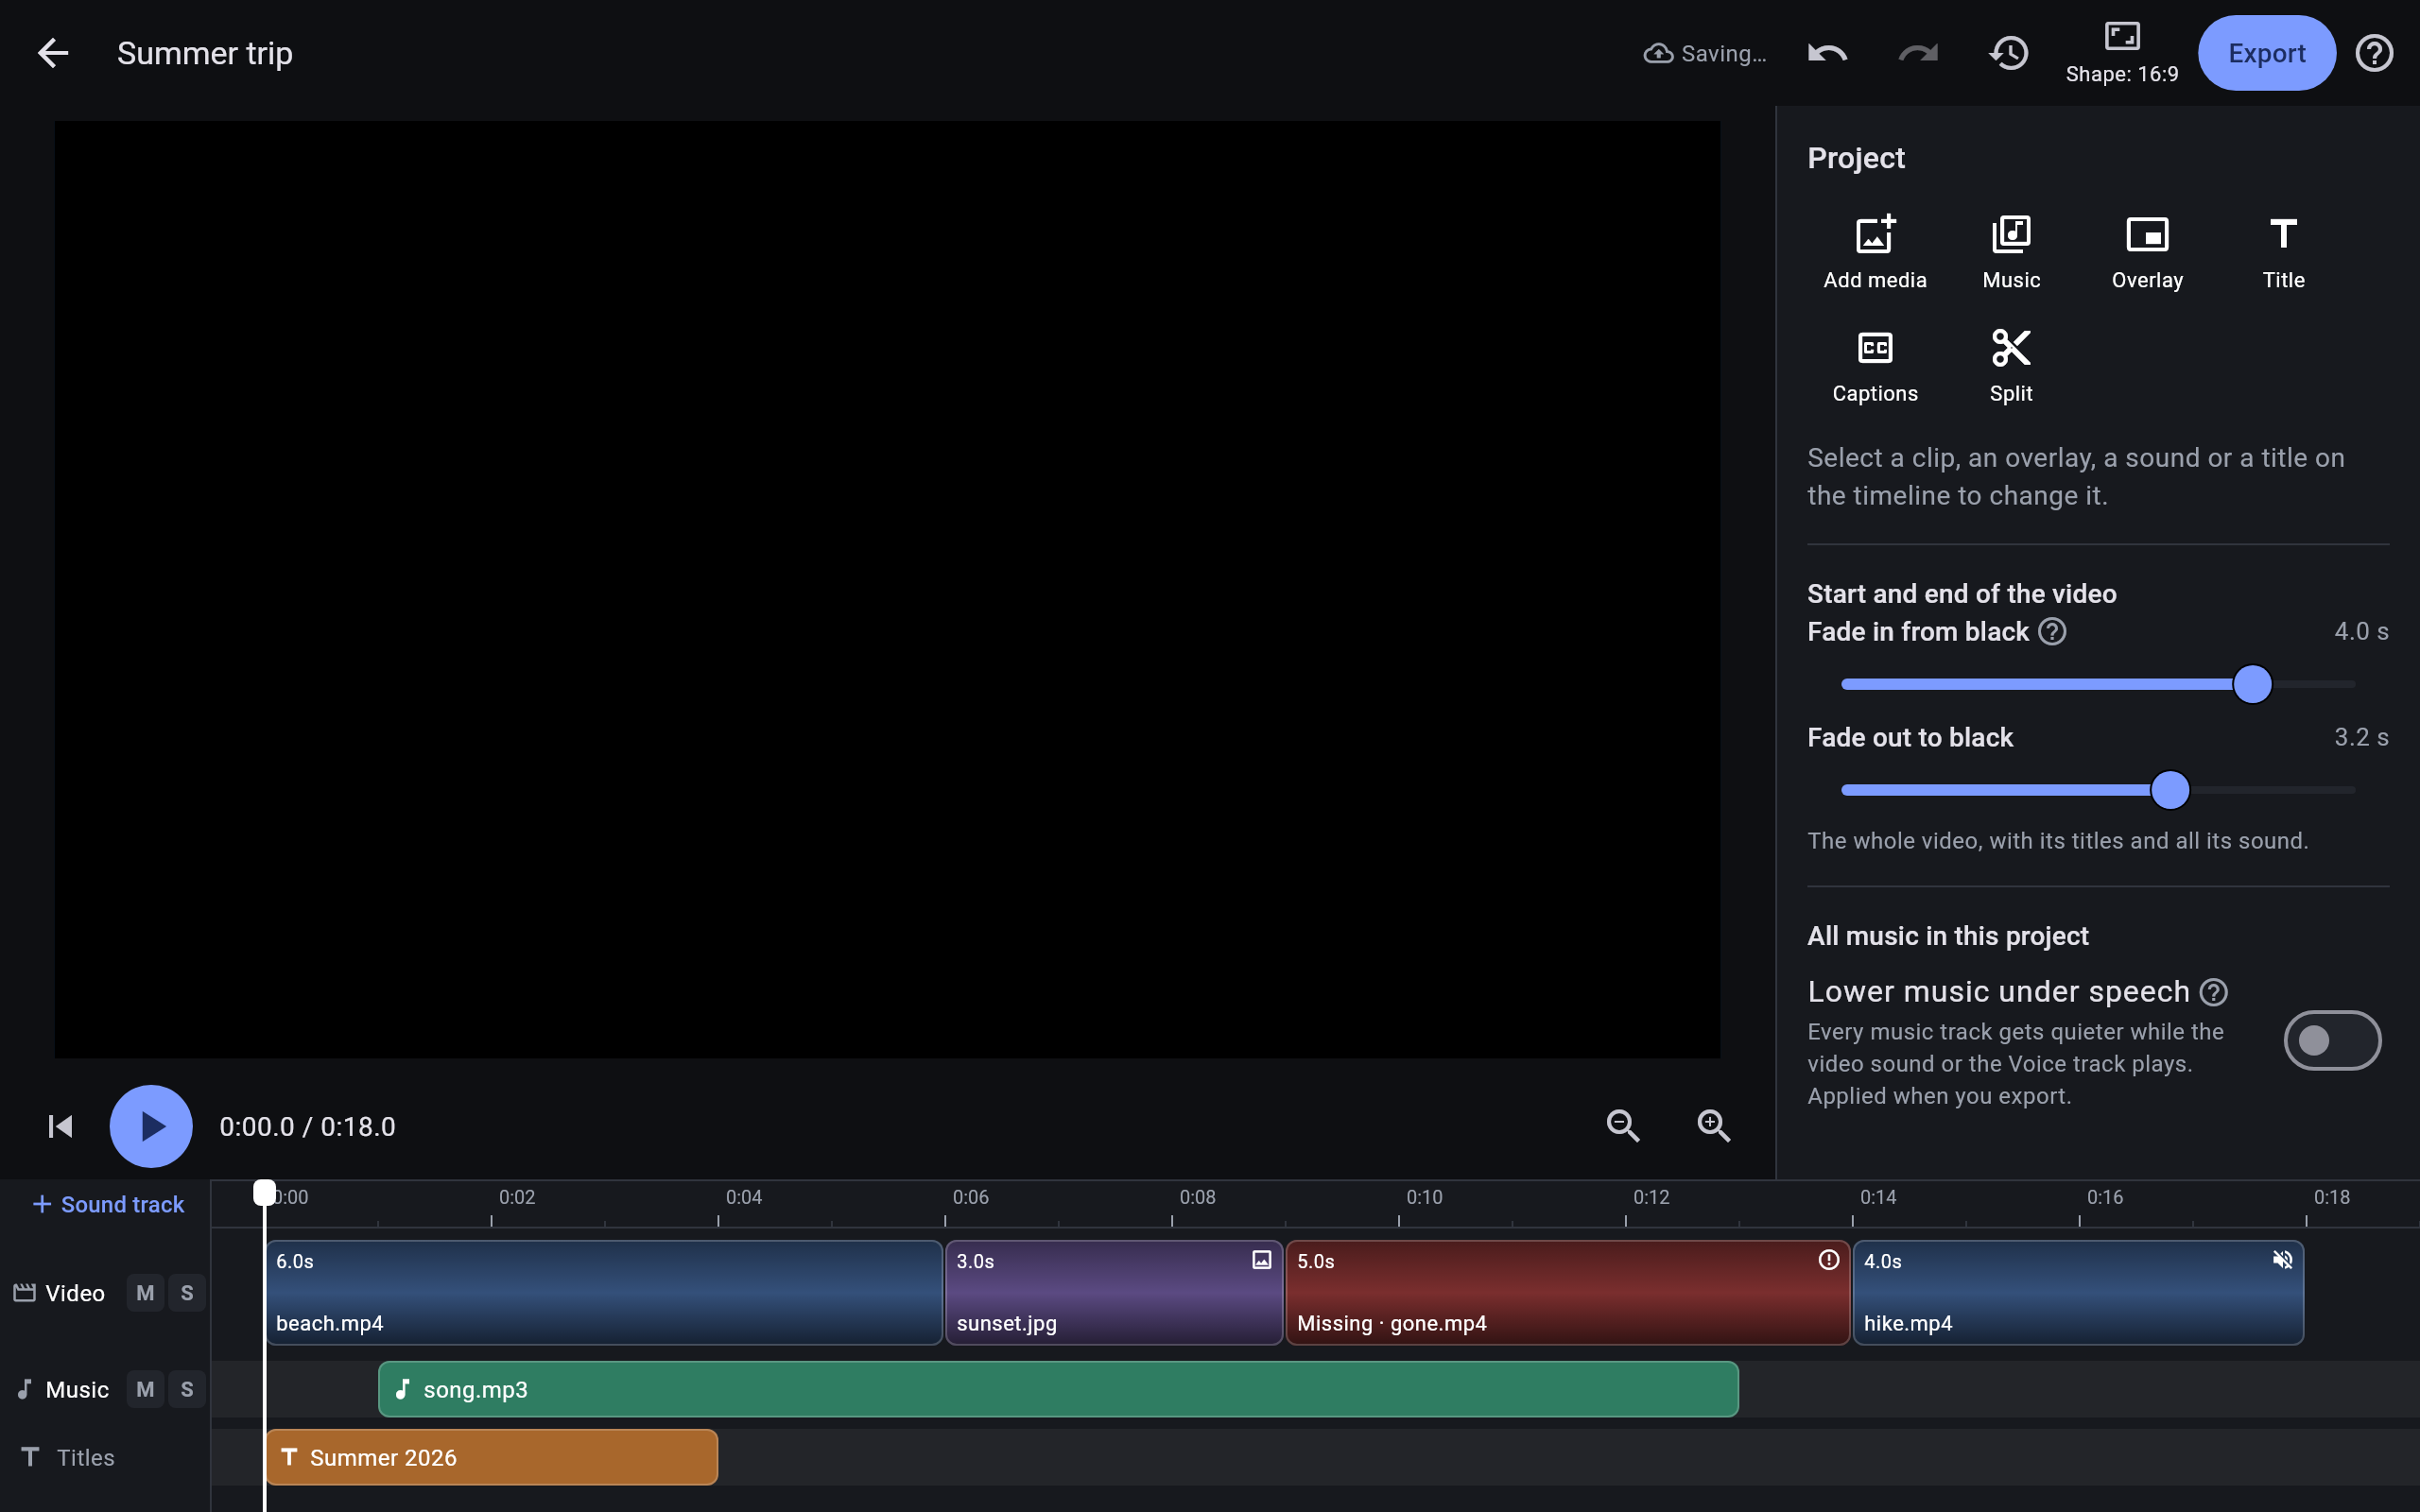 Summer trip
Saving...
Shape: 16:9
Export
Project
Add media
Music
Overlay
Title
Captions
Split
Select a clip, an overlay, a sound or a title on
the timeline to change it.
Start and end of the video
Fade in from black
4.0 s
Fade out to black
3.2 s
The whole video, with its titles and all its sound.
All music in this project
Lower music under speech
Every music track gets quieter while the
video sound or the Voice track plays.
Applied when you export.
0:00.0 / 0:18.0
+ Sound track
0:00 0:02 0:04 0:06 0:08 0:10 0:12 0:14 0:16 0:18
Video M S
6.0s
beach.mp4
3.0s
sunset.jpg
5.0s
Missing · gone.mp4
4.0s
hike.mp4
Music M S
song.mp3
Titles
Summer 2026